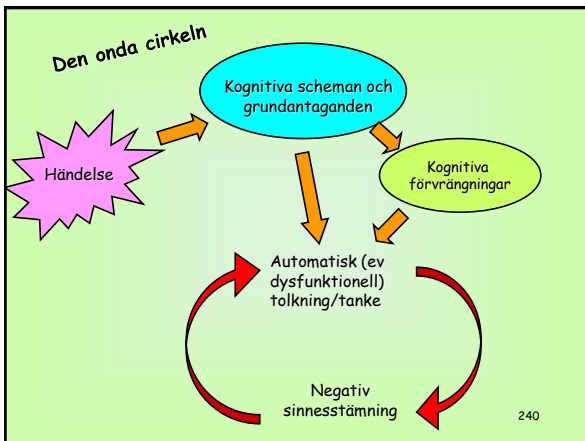 Den onda cirkeln
Kognitiva scheman och
grundantaganden
Händelse
Kognitiva
förvrängningar
Automatisk (ev
dysfunktionell)
tolkning/tanke
Negativ
sinnesstämning
240